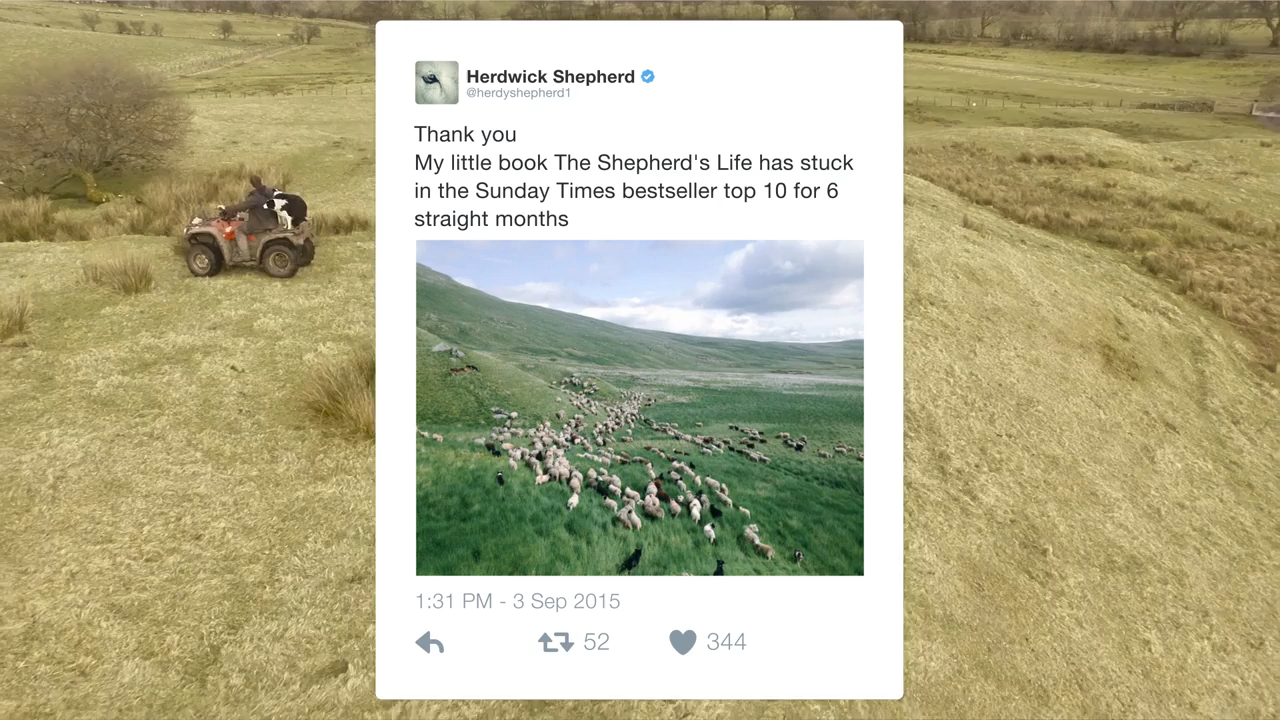 Herdwick Shepherd
@herdyshepherd1
Thank you
My little book The Shepherd's Life has stuck
in the Sunday Times bestseller top 10 for 6
straight months
1:31 PM - 3 Sep 2015
52 344